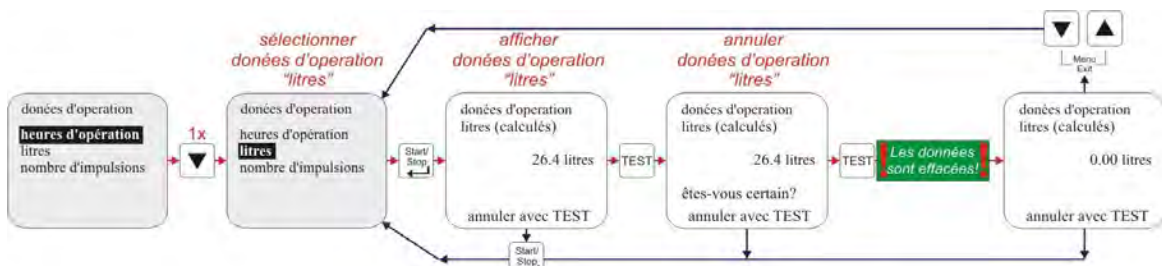 sélectionner
donées d'operation
"litres"
afficher
donées d'operation
"litres"
annuler
donées d'operation
"litres"
Menu
Exit
donées d'operation
heures d'opération
litres
nombre d'impulsions
1x
donées d'operation
heures d'opération
litres
nombre d'impulsions
Start/
Stop
donées d'operation
litres (calculés)
26.4 litres
annuler avec TEST
Start/
Stop
TEST
donées d'operation
litres (calculés)
26.4 litres
êtes-vous certain?
annuler avec TEST
TEST
Les données
sont effacées!
donées d'operation
litres (calculés)
0.00 litres
annuler avec TEST